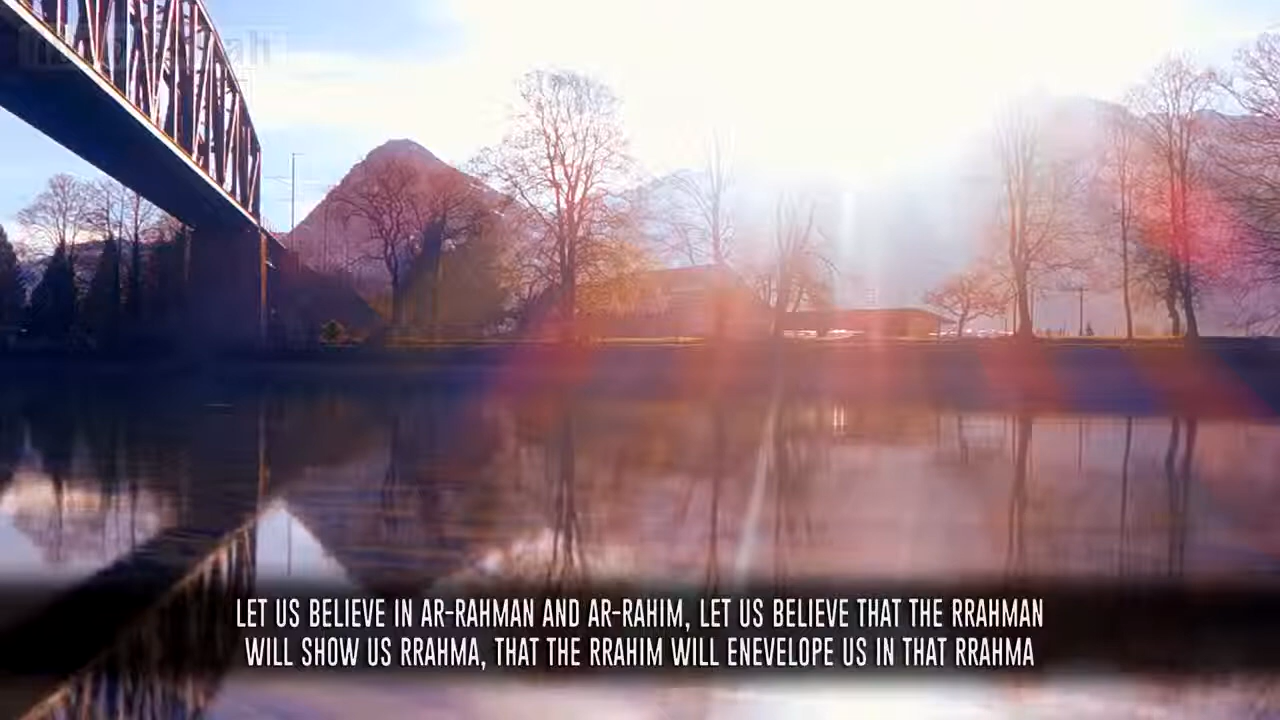 LET US BELIEVE IN AR-RAHMAN AND AR-RAHIM, LET US BELIEVE THAT THE RRAHMAN
WILL SHOW US RRAHMA, THAT THE RRAHIM WILL ENEVELOPE US IN THAT RRAHMA